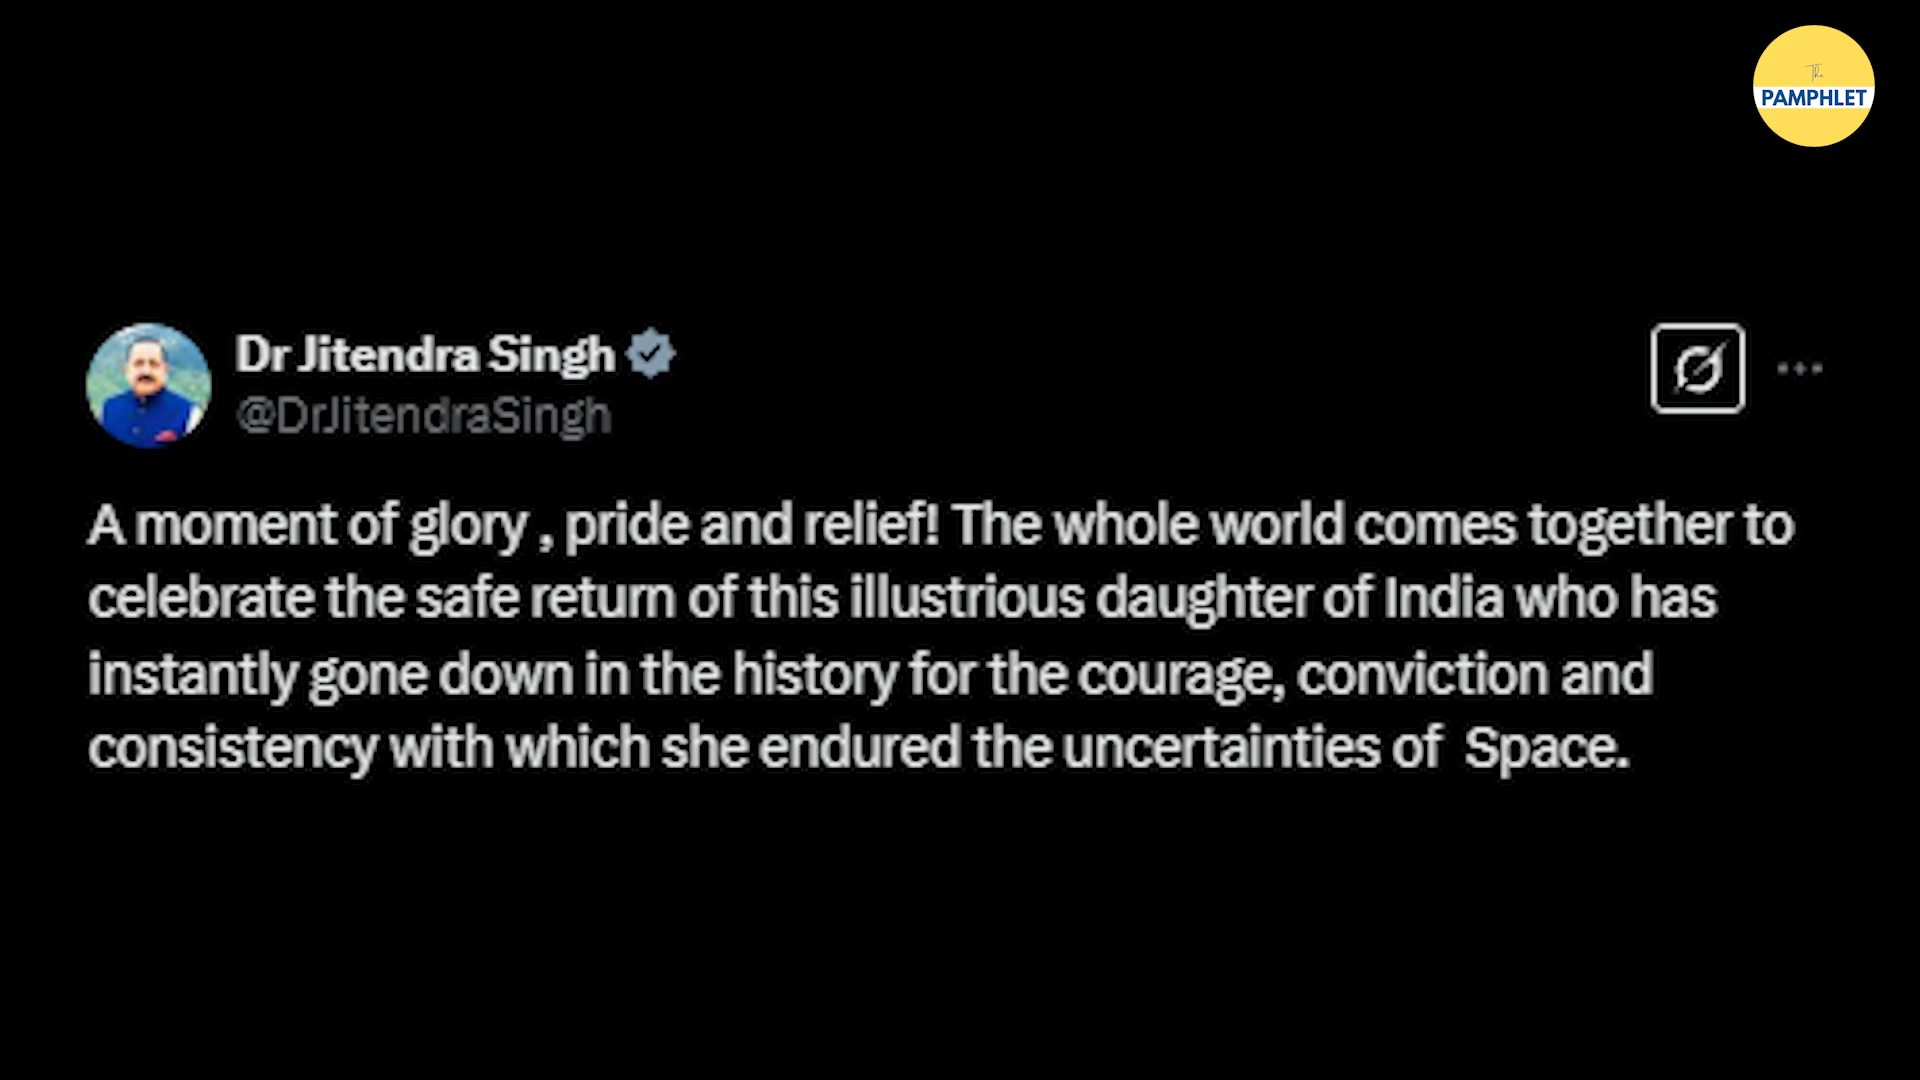 The
PAMPHLET
Dr Jitendra Singh
@DrJitendraSingh
A moment of glory , pride and relief! The whole world comes together to
celebrate the safe return of this illustrious daughter of India who has
instantly gone down in the history for the courage, conviction and
consistency with which she endured the uncertainties of  Space.